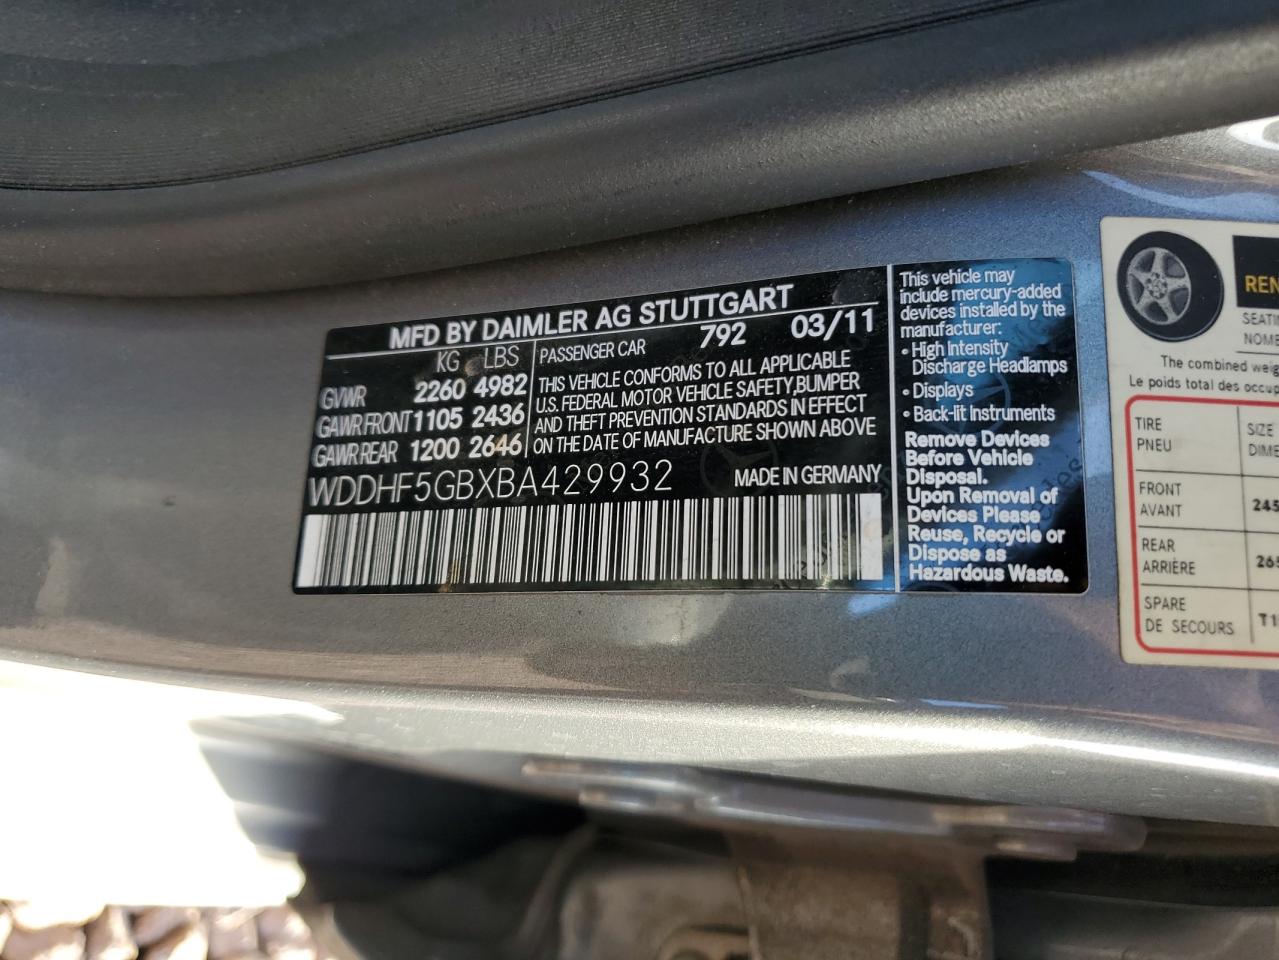 MFD BY DAIMLER AG STUTTGART
KG LBS
GVWR 2260 4982
GAWR FRONT 1105 2436
GAWR REAR 1200 2646
PASSENGER CAR 792 03/11
THIS VEHICLE CONFORMS TO ALL APPLICABLE
U.S. FEDERAL MOTOR VEHICLE SAFETY,BUMPER
AND THEFT PREVENTION STANDARDS IN EFFECT
ON THE DATE OF MANUFACTURE SHOWN ABOVE
WDDHF5GBXBA429932 MADE IN GERMANY
This vehicle may
include mercury-added
devices installed by the
manufacturer:
• High Intensity
Discharge Headlamps
• Displays
• Back-lit Instruments
Remove Devices
Before Vehicle
Disposal.
Upon Removal of
Devices Please
Reuse, Recycle or
Dispose as
Hazardous Waste.
The combined
Le poids total des
TIRE SIZE
PNEU
FRONT
AVANT
REAR
ARRIÈRE
SPARE
DE SECOURS